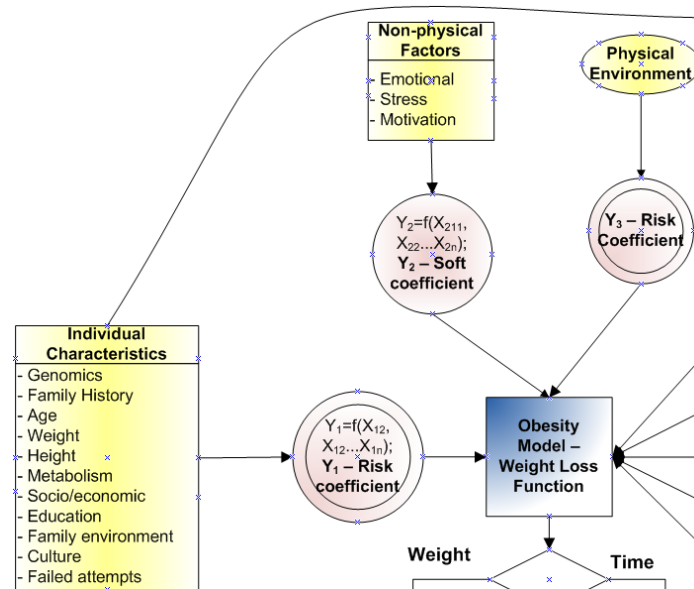 Non-physical
Factors
- Emotional
- Stress
- Motivation
Physical
Environment
Y₂=f(X₂₁₁,
X₂₂...X₂ₙ);
Y₂ – Soft
coefficient
Y₃ – Risk
Coefficient
Individual
Characteristics
- Genomics
- Family History
- Age
- Weight
- Height
- Metabolism
- Socio/economic
- Education
- Family environment
- Culture
- Failed attempts
Y₁=f(X₁₂,
X₁₂...X₁ₙ);
Y₁ – Risk
coefficient
Obesity
Model –
Weight Loss
Function
Weight
Time